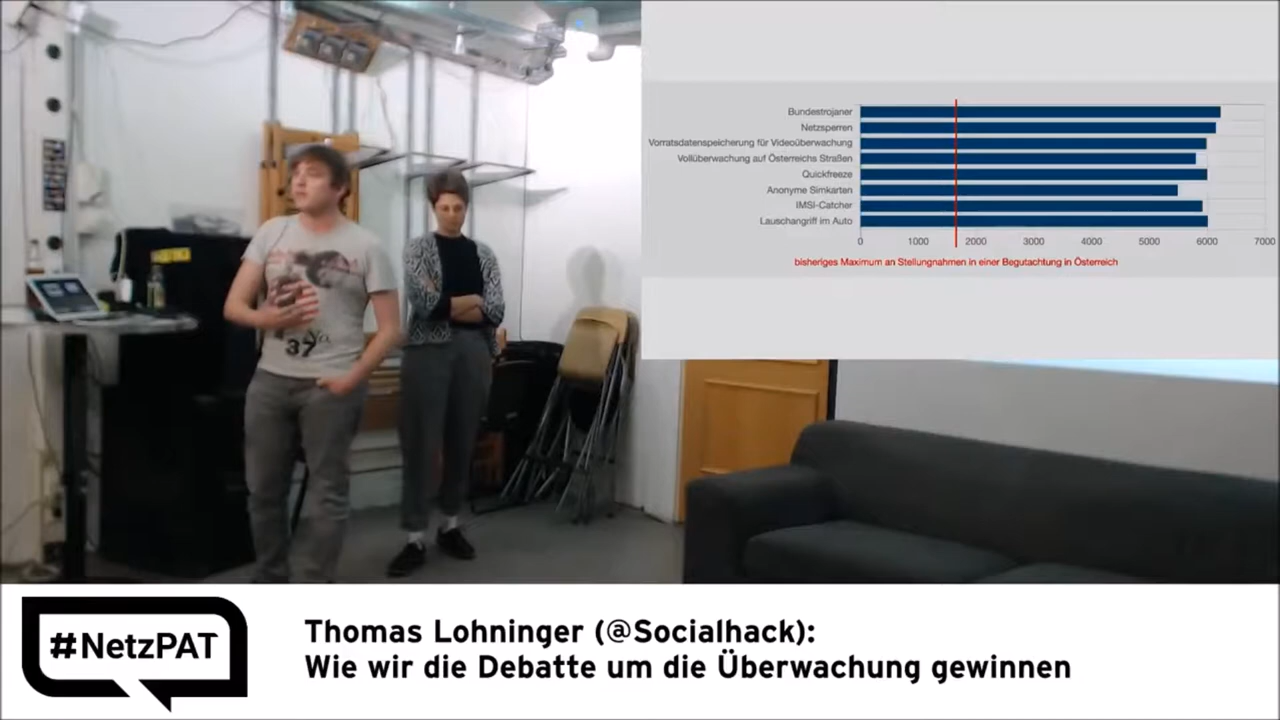 Bundestrojaner
Netzsperren
Vorratsdatenspeicherung für Videoüberwachung
Vollüberwachung auf Österreichs Straßen
Quickfreeze
Anonyme Simkarten
IMSI-Catcher
Lauschangriff im Auto
0 1000 2000 3000 4000 5000 6000 7000
bisheriges Maximum an Stellungnahmen in einer Begutachtung in Österreich
37
#NetzPAT
Thomas Lohninger (@Socialhack):
Wie wir die Debatte um die Überwachung gewinnen